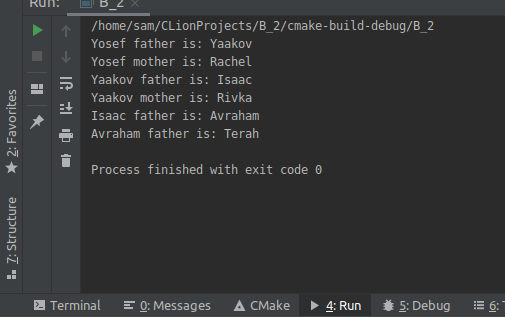 Run: B_2
/home/sam/CLionProjects/B_2/cmake-build-debug/B_2
Yosef father is: Yaakov
Yosef mother is: Rachel
Yaakov father is: Isaac
Yaakov mother is: Rivka
Isaac father is: Avraham
Avraham father is: Terah
Process finished with exit code 0
2: Favorites
7: Structure
Terminal 0: Messages CMake 4: Run 5: Debug 6: